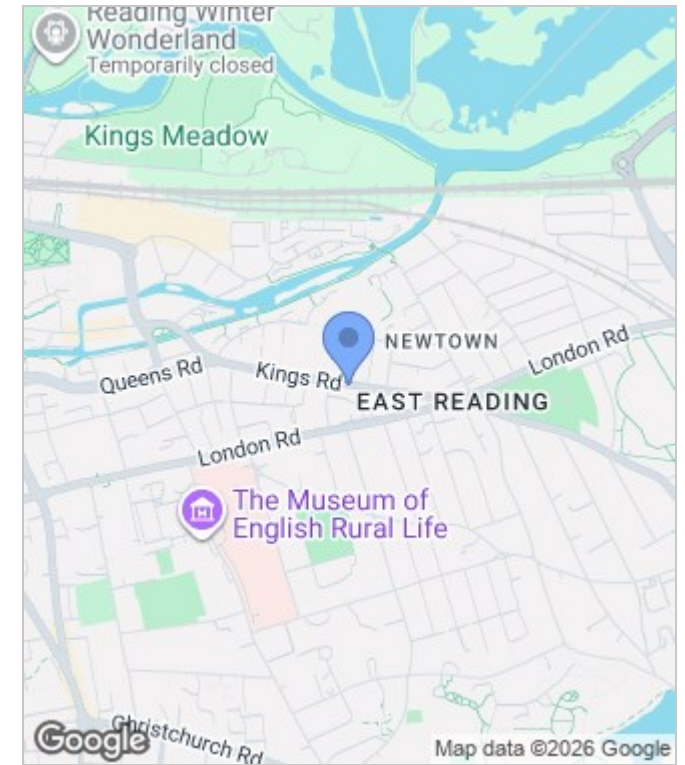 Reading Winter
Wonderland
Temporarily closed
Kings Meadow
NEWTOWN
London Rd
Queens Rd
Kings Rd
EAST READING
London Rd
The Museum of
English Rural Life
Christchurch Rd
Google
Map data ©2026 Google